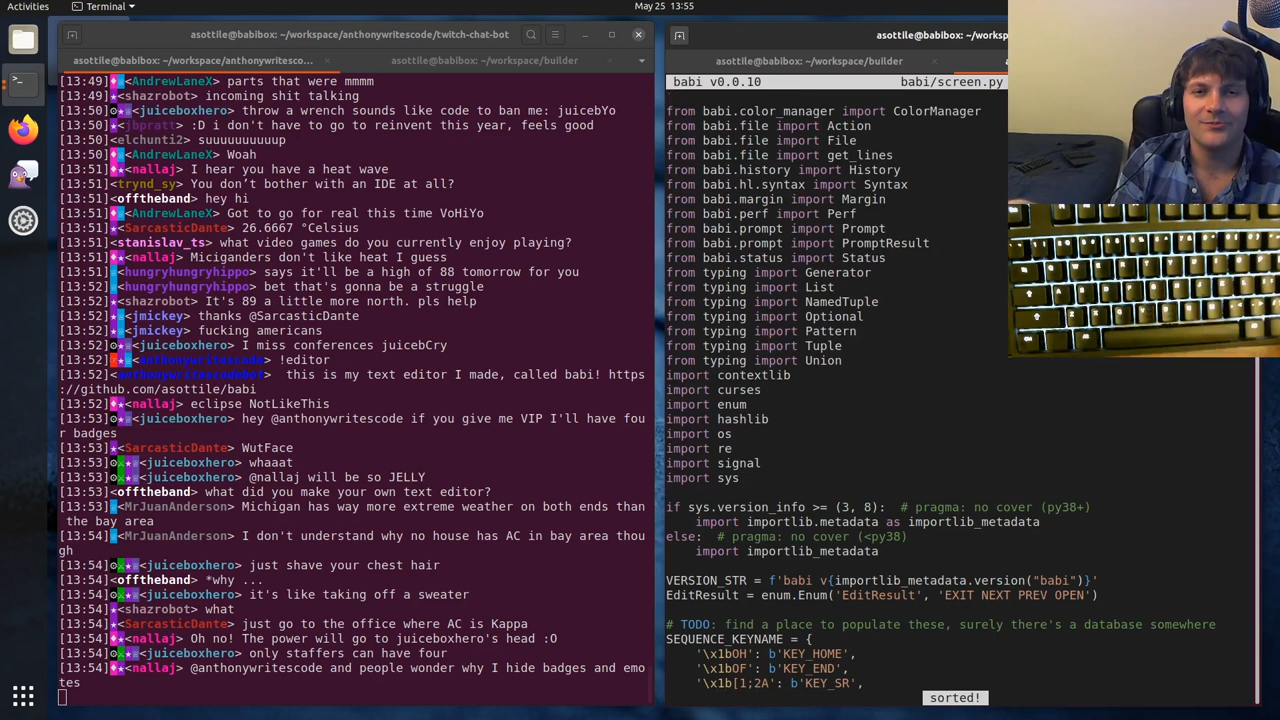 Activities
Terminal
May 25 13:55
asottile@babibox: ~/workspace/anthonywritescode/twitch-chat-bot
asottile@babibox: ~/workspace/anthonywritesco…
asottile@babibox: ~/workspace/babi
[13:49] <AndrewLaneX> parts that were mmmm
[13:49] <shazrobot> incoming shit talking
[13:50] <juiceboxhero> throw a wrench sounds like code to ban me: juicebYo
[13:50] <jbpratt> :D i don't have to go to reinvent this year, feels good
[13:50] <elchunti2> suuuuuuuuuup
[13:50] <AndrewLaneX> Woah
[13:51] <nallaj> I hear you have a heat wave
[13:51] <trynd_sy> You don’t bother with an IDE at all?
[13:51] <offtheband> hey hi
[13:51] <AndrewLaneX> Got to go for real this time VoHiYo
[13:51] <SarcasticDante> 26.6667 °Celsius
[13:51] <stanislav_ts> what video games do you currently enjoy playing?
[13:51] <nallaj> Miciganders don't like heat I guess
[13:51] <hungryhungryhippo> says it'll be a high of 88 tomorrow for you
[13:52] <hungryhungryhippo> bet that's gonna be a struggle
[13:52] <shazrobot> It's 89 a little more north. pls help
[13:52] <jmickey> thanks @SarcasticDante
[13:52] <jmickey> fucking americans
[13:52] <juiceboxhero> I miss conferences juicebCry
[13:52] <anthonywritescode> !editor
[13:52] <anthonywritescodebot> this is my text editor I made, called babi! https
://github.com/asottile/babi
[13:52] <nallaj> eclipse NotLikeThis
[13:53] <juiceboxhero> hey @anthonywritescode if you give me VIP I'll have fou
r badges
[13:53] <SarcasticDante> WutFace
[13:53] <juiceboxhero> whaaat
[13:53] <juiceboxhero> @nallaj will be so JELLY
[13:53] <offtheband> what did you make your own text editor?
[13:53] <MrJuanAnderson> Michigan has way more extreme weather on both ends than
the bay area
[13:54] <MrJuanAnderson> I don't understand why no house has AC in bay area thou
gh
[13:54] <juiceboxhero> just shave your chest hair
[13:54] <offtheband> *why ...
[13:54] <juiceboxhero> it's like taking off a sweater
[13:54] <shazrobot> what
[13:54] <SarcasticDante> just go to the office where AC is Kappa
[13:54] <nallaj> Oh no! The power will go to juiceboxhero's head :O
[13:54] <juiceboxhero> only staffers can have four
[13:54] <nallaj> @anthonywritescode and people wonder why I hide badges and emo
tes
asottile@babibox: ~/worksp
asottile@babibox: ~/workspace/builder
babi v0.0.10 babi/screen.py
from babi.color_manager import ColorManager
from babi.file import Action
from babi.file import File
from babi.file import get_lines
from babi.history import History
from babi.hl.syntax import Syntax
from babi.margin import Margin
from babi.perf import Perf
from babi.prompt import Prompt
from babi.prompt import PromptResult
from babi.status import Status
from typing import Generator
from typing import List
from typing import NamedTuple
from typing import Optional
from typing import Pattern
from typing import Tuple
from typing import Union
import contextlib
import curses
import enum
import hashlib
import os
import re
import signal
import sys
if sys.version_info >= (3, 8):  # pragma: no cover (py38+)
import importlib.metadata as importlib_metadata
else:  # pragma: no cover (<py38)
import importlib_metadata
VERSION_STR = f'babi v{importlib_metadata.version("babi")}'
EditResult = enum.Enum('EditResult', 'EXIT NEXT PREV OPEN')
# TODO: find a place to populate these, surely there's a database somewhere
SEQUENCE_KEYNAME = {
'\x1bOH': b'KEY_HOME',
'\x1bOF': b'KEY_END',
'\x1b[1;2A': b'KEY_SR',
sorted!